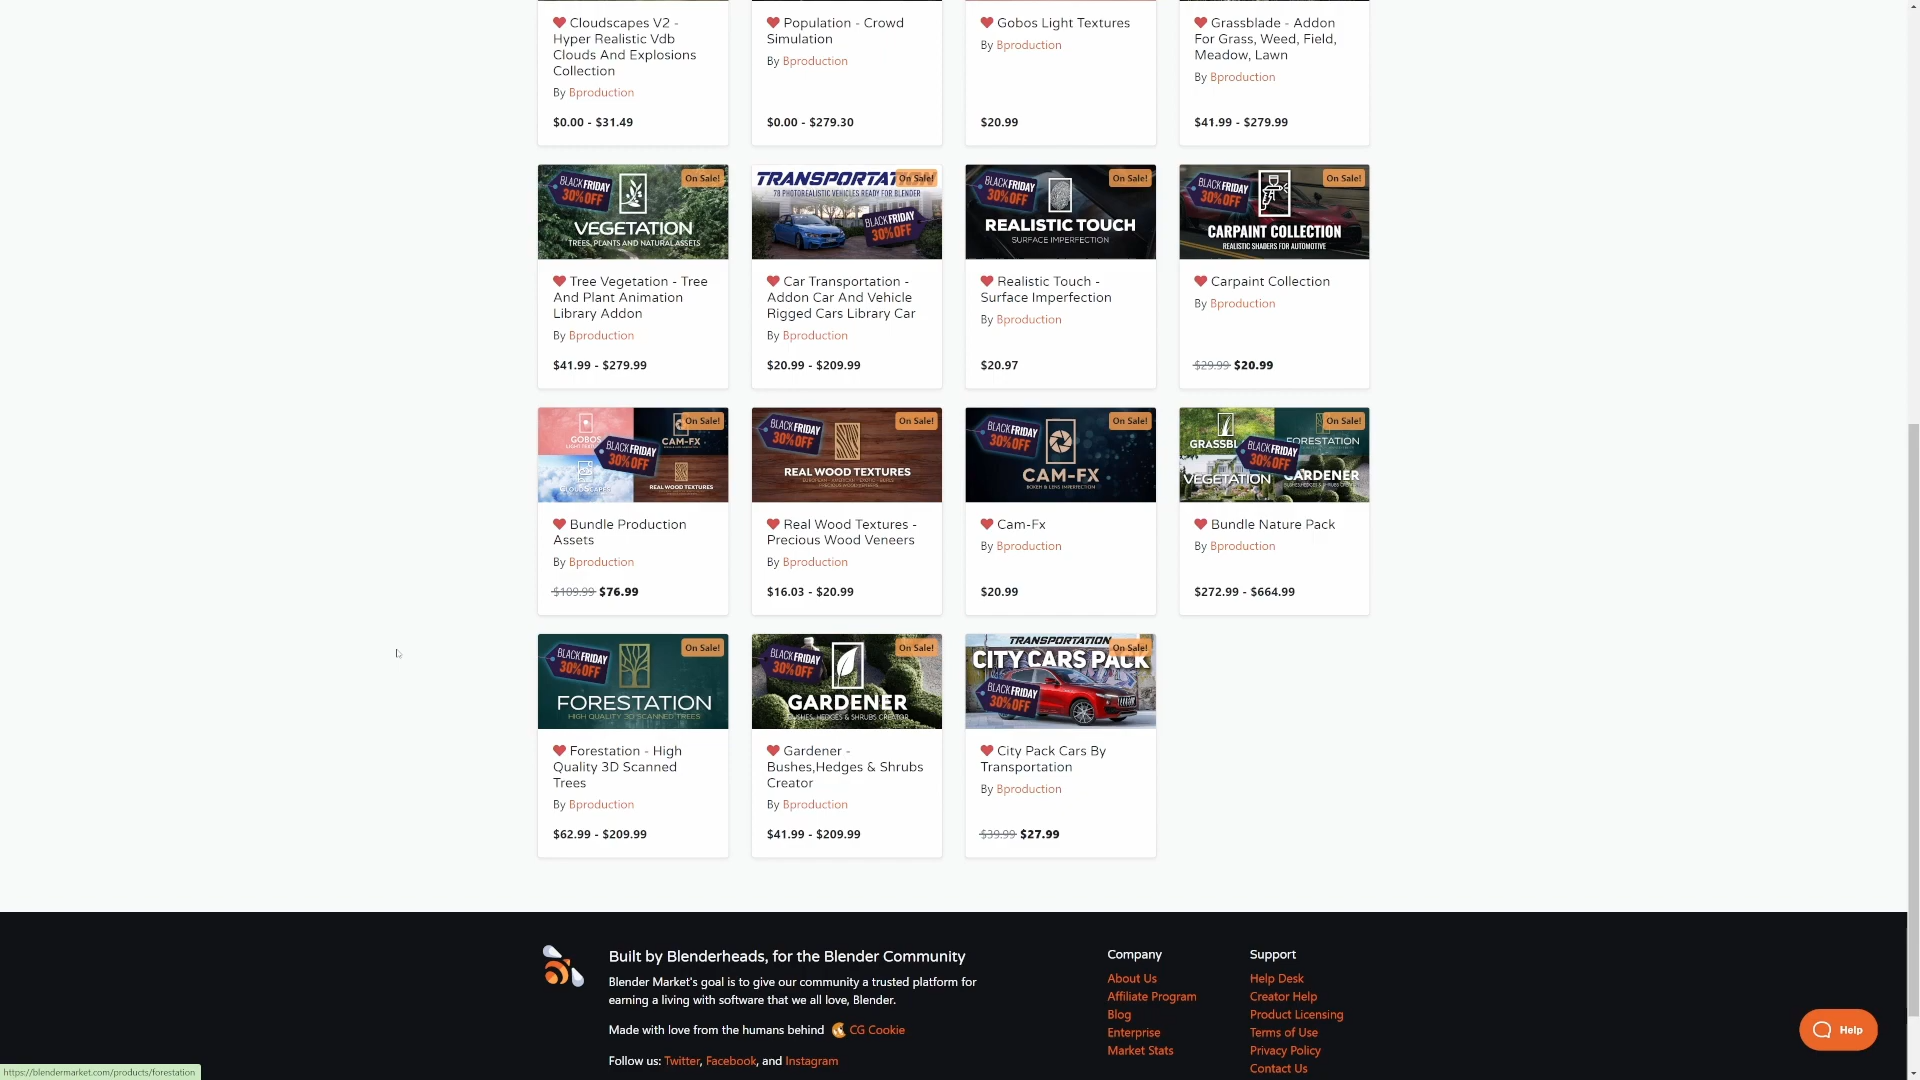 Cloudscapes V2 -
Hyper Realistic Vdb
Clouds And Explosions
Collection
By Bproduction
$0.00 - $31.49
Population - Crowd
Simulation
By Bproduction
$0.00 - $279.30
Gobos Light Textures
By Bproduction
$20.99
Grassblade - Addon
For Grass, Weed, Field,
Meadow, Lawn
By Bproduction
$41.99 - $279.99
BLACK FRIDAY
30% OFF
On Sale!
VEGETATION
TREES, PLANTS AND NATURAL ASSETS
Tree Vegetation - Tree
And Plant Animation
Library Addon
By Bproduction
$41.99 - $279.99
On Sale!
78 PHOTOREALISTIC VEHICLES READY FOR BLENDER
BLACK FRIDAY
30% OFF
Car Transportation -
Addon Car And Vehicle
Rigged Cars Library Car
By Bproduction
$20.99 - $209.99
BLACK FRIDAY
30% OFF
On Sale!
REALISTIC TOUCH
SURFACE IMPERFECTION
Realistic Touch -
Surface Imperfection
By Bproduction
$20.97
BLACK FRIDAY
30% OFF
On Sale!
CARPAINT COLLECTION
REALISTIC SHADERS FOR AUTOMOTIVE
Carpaint Collection
By Bproduction
$29.99 $20.99
On Sale!
GOBOS
CAM-FX
BLACK FRIDAY
30% OFF
REAL WOOD TEXTURES
Bundle Production
Assets
By Bproduction
$109.99 $76.99
BLACK FRIDAY
30% OFF
On Sale!
REAL WOOD TEXTURES
Real Wood Textures -
Precious Wood Veneers
By Bproduction
$16.03 - $20.99
BLACK FRIDAY
30% OFF
On Sale!
CAM-FX
BOKEH & LENS IMPERFECTION
Cam-Fx
By Bproduction
$20.99
On Sale!
GRASSBL
FORESTATION
BLACK FRIDAY
30% OFF
VEGETATION
GARDENER
Bundle Nature Pack
By Bproduction
$272.99 - $664.99
BLACK FRIDAY
30% OFF
On Sale!
FORESTATION
HIGH QUALITY 3D SCANNED TREES
Forestation - High
Quality 3D Scanned
Trees
By Bproduction
$62.99 - $209.99
BLACK FRIDAY
30% OFF
On Sale!
GARDENER
BUSHES, HEDGES & SHRUBS CREATOR
Gardener -
Bushes,Hedges & Shrubs
Creator
By Bproduction
$41.99 - $209.99
TRANSPORTATION
On Sale!
CITY CARS PACK
BLACK FRIDAY
30% OFF
City Pack Cars By
Transportation
By Bproduction
$39.99 $27.99
Built by Blenderheads, for the Blender Community
Blender Market's goal is to give our community a trusted platform for
earning a living with software that we all love, Blender.
Made with love from the humans behind CG Cookie
Follow us: Twitter, Facebook, and Instagram
Company
About Us
Affiliate Program
Blog
Enterprise
Market Stats
Support
Help Desk
Creator Help
Product Licensing
Terms of Use
Privacy Policy
Contact Us
Help
https://blendermarket.com/products/forestation